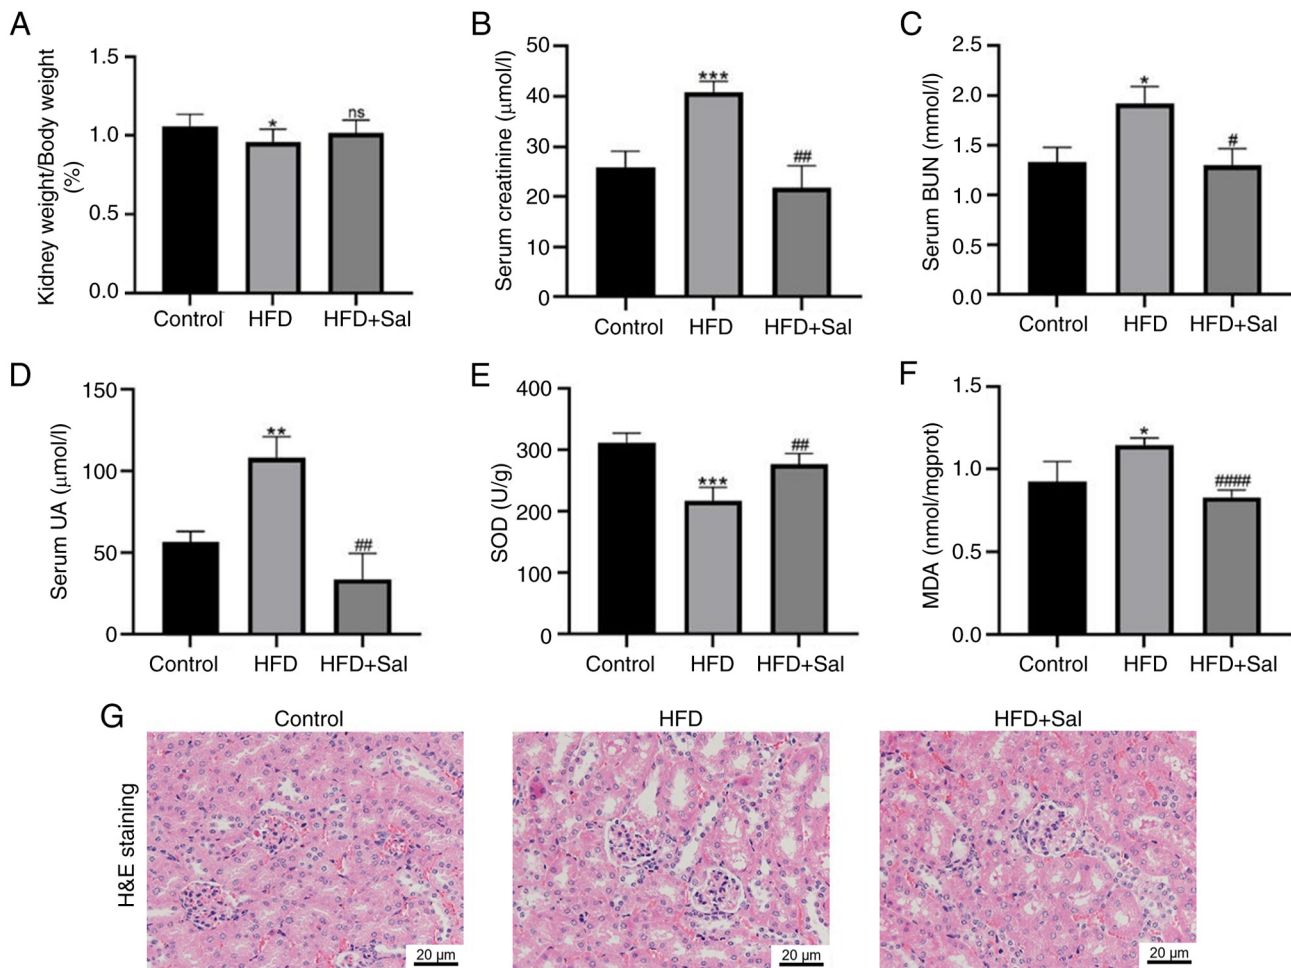 A
Kidney weight/Body weight
(%)
1.5
1.0
0.5
0.0
*
ns
Control
HFD
HFD+Sal
B
Serum creatinine (μmol/l)
50
40
30
20
10
0
***
##
Control
HFD
HFD+Sal
C
Serum BUN (mmol/l)
2.5
2.0
1.5
1.0
0.5
0.0
*
#
Control
HFD
HFD+Sal
D
Serum UA (μmol/l)
150
100
50
0
**
##
Control
HFD
HFD+Sal
E
SOD (U/g)
400
300
200
100
0
***
##
Control
HFD
HFD+Sal
F
MDA (nmol/mgprot)
1.5
1.0
0.5
0.0
*
####
Control
HFD
HFD+Sal
G
Control
HFD
HFD+Sal
H&E staining
20 μm
20 μm
20 μm